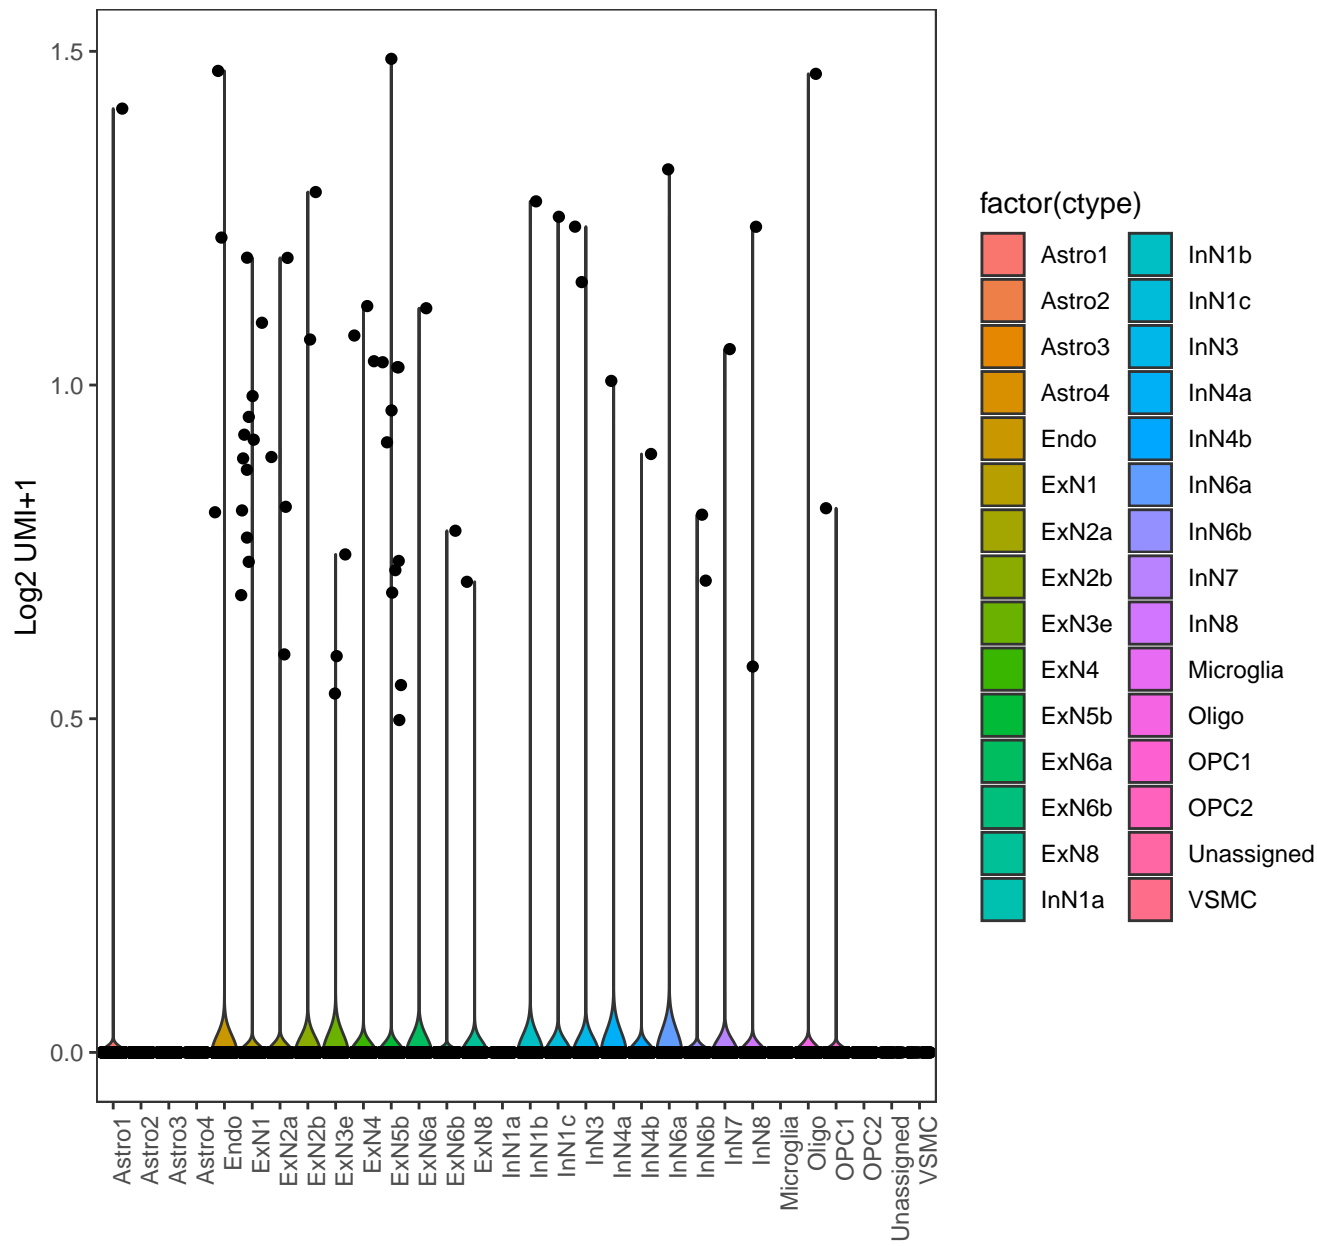 1.5
1.0
0.5
0.0
Log2 UMI+1
Astro1
Astro2
Astro3
Astro4
Endo
ExN1
ExN2a
ExN2b
ExN3e
ExN4
ExN5b
ExN6a
ExN6b
ExN8
InN1a
InN1b
InN1c
InN3
InN4a
InN4b
InN6a
InN6b
InN7
InN8
Microglia
Oligo
OPC1
OPC2
Unassigned
VSMC
factor(ctype)
Astro1
Astro2
Astro3
Astro4
Endo
ExN1
ExN2a
ExN2b
ExN3e
ExN4
ExN5b
ExN6a
ExN6b
ExN8
InN1a
InN1b
InN1c
InN3
InN4a
InN4b
InN6a
InN6b
InN7
InN8
Microglia
Oligo
OPC1
OPC2
Unassigned
VSMC